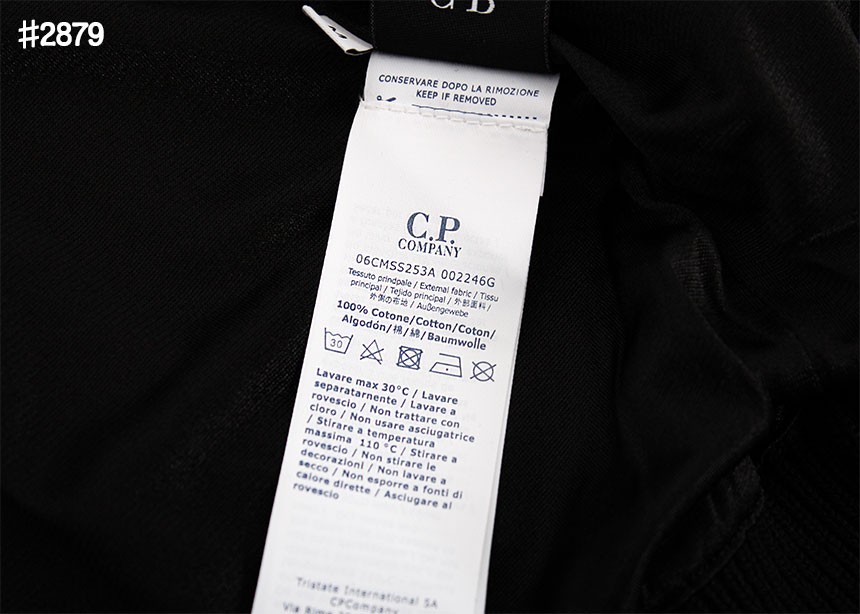 #2879
CONSERVARE DOPO LA RIMOZIONE
KEEP IF REMOVED
C.P.
COMPANY
06CMSS253A 002246G
Tessuto principale / External fabric / Tissu
principal / Tejido principal / 外部面料 /
外側の布地 / Außengewebe
100% Cotone/Cotton/Coton/
Algodón/棉/綿/Baumwolle
30
Lavare max 30°C / Lavare
separatarnente / Lavare a
rovescio / Non trattare con
cloro / Non usare asciugatrice
/ Stirare a temperatura
massima 110 °C / Stirare a
rovescio / Non stirare le
decorazioni / Non lavare a
secco / Non esporre a fonti di
calore dirette / Asciugare al
rovescio
Tristate International SA
CPCompany
Via